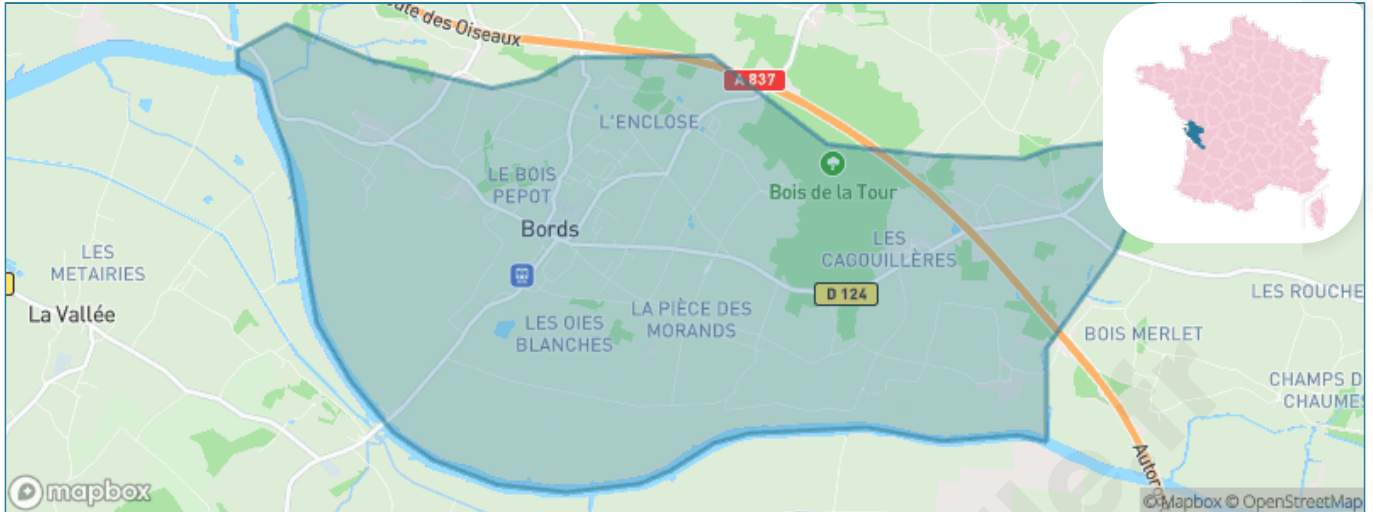 ute des Oiseaux
A 837
L'ENCLOSE
LE BOIS
PEPOT
Bois de la Tour
Bords
LES
CAGOUILLÈRES
LES
METAIRIES
D 124
LES ROUCHE
La Vallée
LES OIES
BLANCHES
LA PIÈCE DES
MORANDS
BOIS MERLET
CHAMPS D
CHAUMES
Autoro
mapbox
© Mapbox © OpenStreetMap